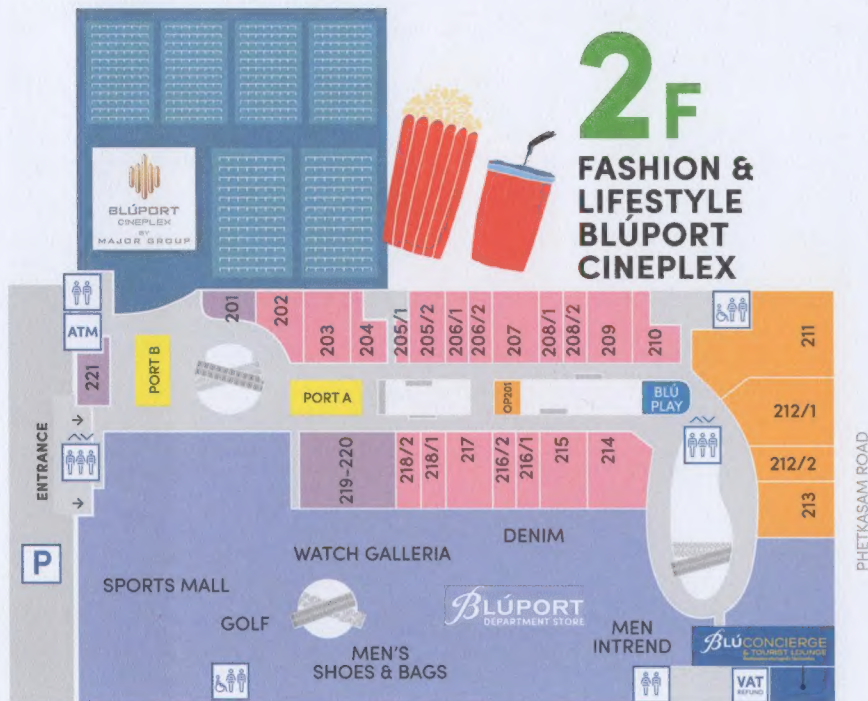 2F
FASHION &
LIFESTYLE
BLÚPORT
CINEPLEX
BLÚPORT
CINEPLEX
BY
MAJOR GROUP
ATM
221
PORT B
201
202
203
204
205/1
205/2
206/1
206/2
207
208/1
208/2
209
210
211
212/1
212/2
213
PORT A
OP201
BLÚ
PLAY
ENTRANCE
219-220
218/2
218/1
217
216/2
216/1
215
214
PHETKASAM ROAD
P
SPORTS MALL
WATCH GALLERIA
DENIM
GOLF
BLÚPORT
DEPARTMENT STORE
MEN'S
SHOES & BAGS
MEN
INTREND
BLÚCONCIERGE
& TOURIST LOUNGE
VAT
REFUND